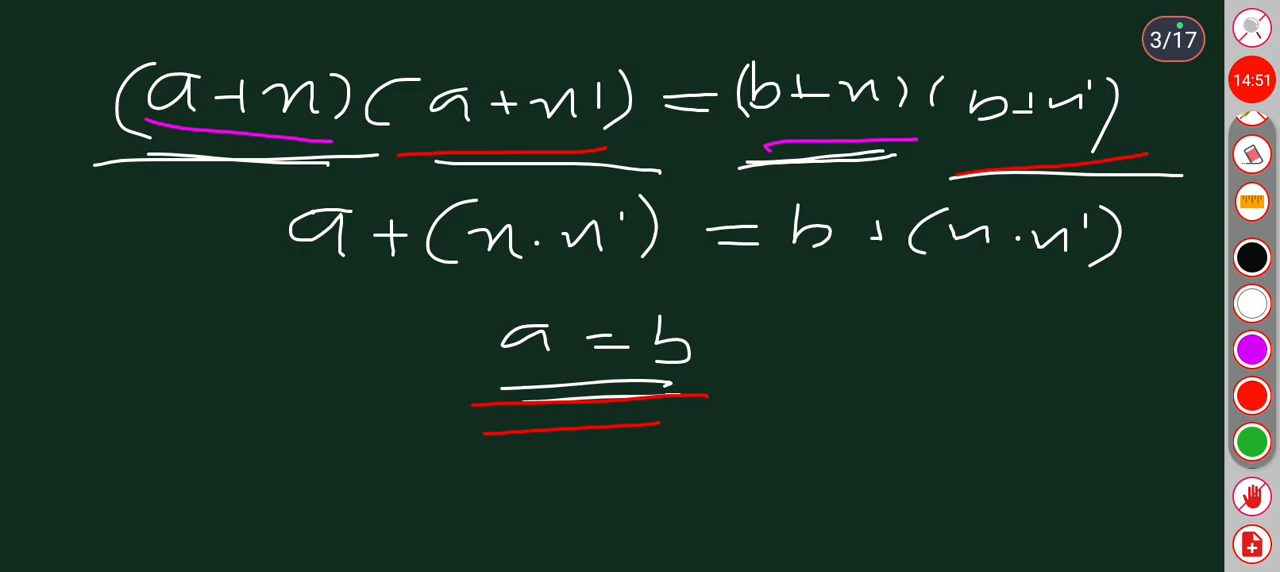 3/17
14:51
(a+x)(a+x') = (b+x)(b+x')
a+(x.x') = b+(x.x')
a = b